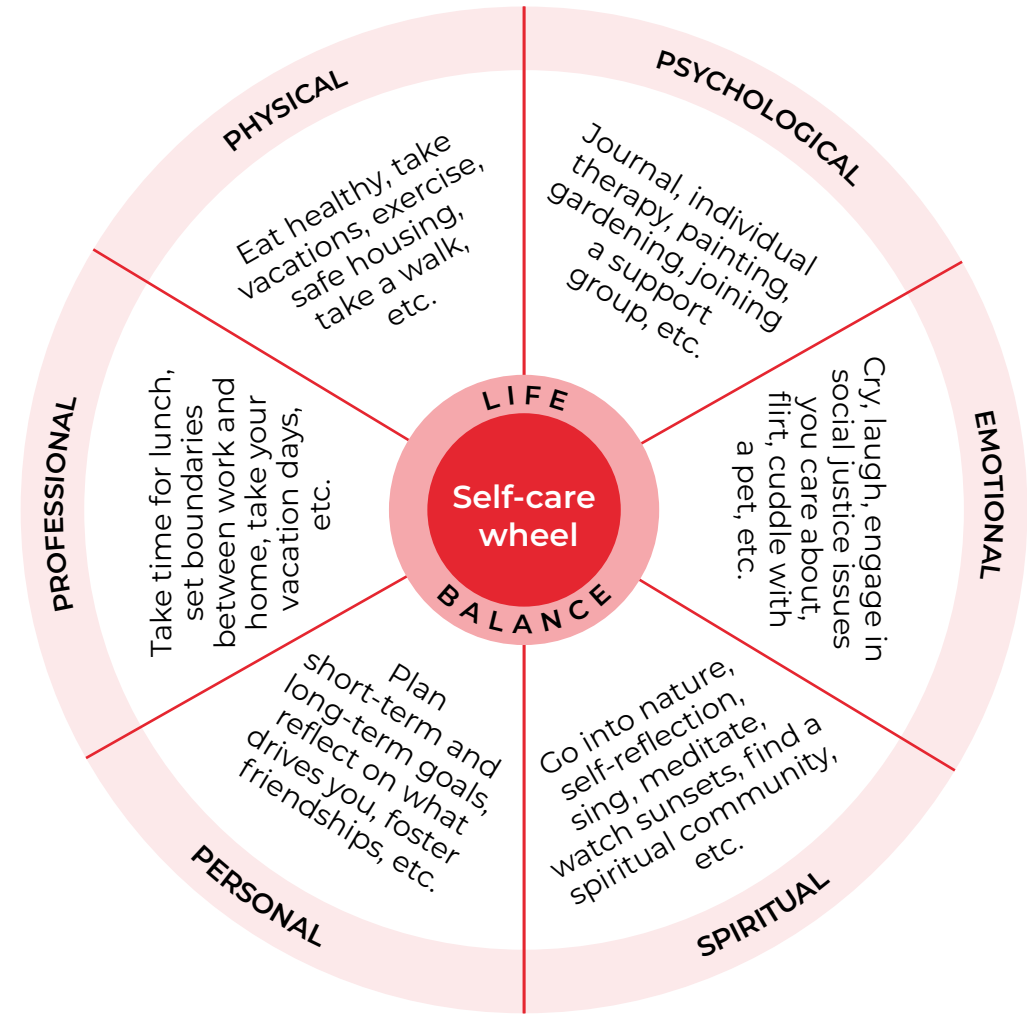 PHYSICAL
Eat healthy, take
vacations, exercise,
safe housing,
take a walk,
etc.
PSYCHOLOGICAL
Journal, individual
therapy, painting,
gardening, joining
a support
group, etc.
EMOTIONAL
Cry, laugh, engage in
social justice issues
you care about,
flirt, cuddle with
a pet, etc.
SPIRITUAL
Go into nature,
self-reflection,
sing, meditate,
watch sunsets, find a
spiritual community,
etc.
PERSONAL
Plan
short-term and
long-term goals,
reflect on what
drives you, foster
friendships, etc.
PROFESSIONAL
Take time for lunch,
set boundaries
between work and
home, take your
vacation days,
etc.
LIFE
Self-care
wheel
BALANCE